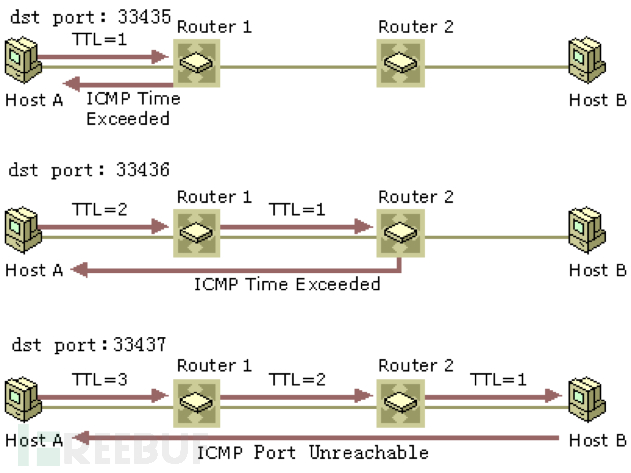 dst port: 33435
Router 1 Router 2
TTL=1
Host A ICMP Time Exceeded Host B
dst port: 33436
Router 1 Router 2
TTL=2 TTL=1
Host A Host B
ICMP Time Exceeded
dst port:33437
Router 1 Router 2
TTL=3 TTL=2 TTL=1
Host A Host B
REEBUF
ICMP Port Unreachable